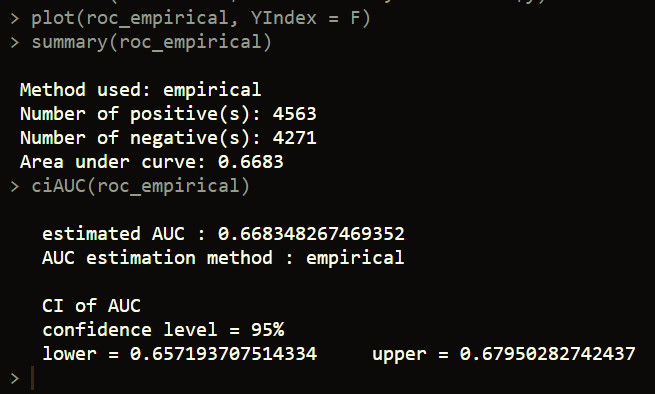 > plot(roc_empirical, YIndex = F)
> summary(roc_empirical)
Method used: empirical
Number of positive(s): 4563
Number of negative(s): 4271
Area under curve: 0.6683
> ciAUC(roc_empirical)
estimated AUC : 0.668348267469352
AUC estimation method : empirical
CI of AUC
confidence level = 95%
lower = 0.657193707514334     upper = 0.67950282742437
>